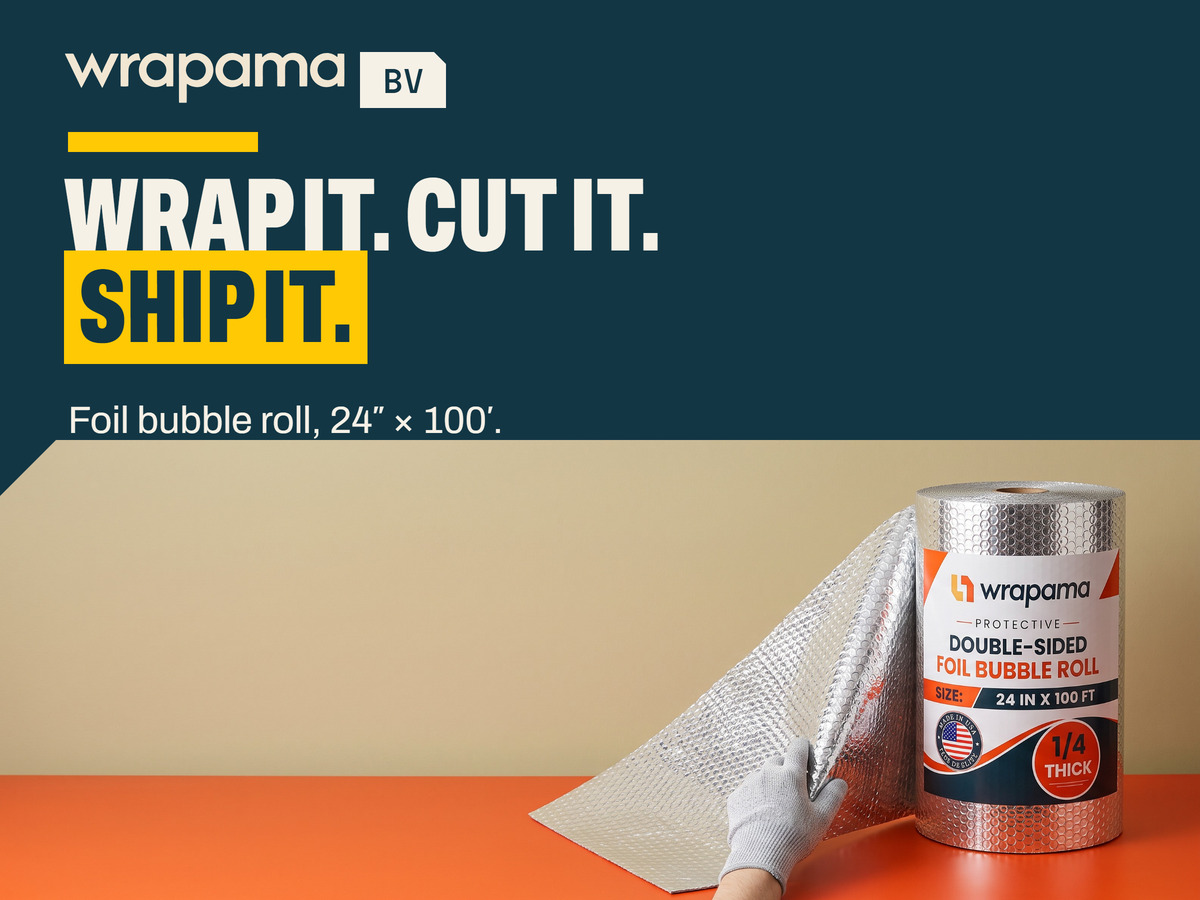 wrapama BV
WRAP IT. CUT IT.
SHIP IT.
Foil bubble roll, 24″ × 100′.
wrapama
PROTECTIVE
DOUBLE-SIDED
FOIL BUBBLE ROLL
SIZE: 24 IN X 100 FT
MADE IN USA
1/4
THICK